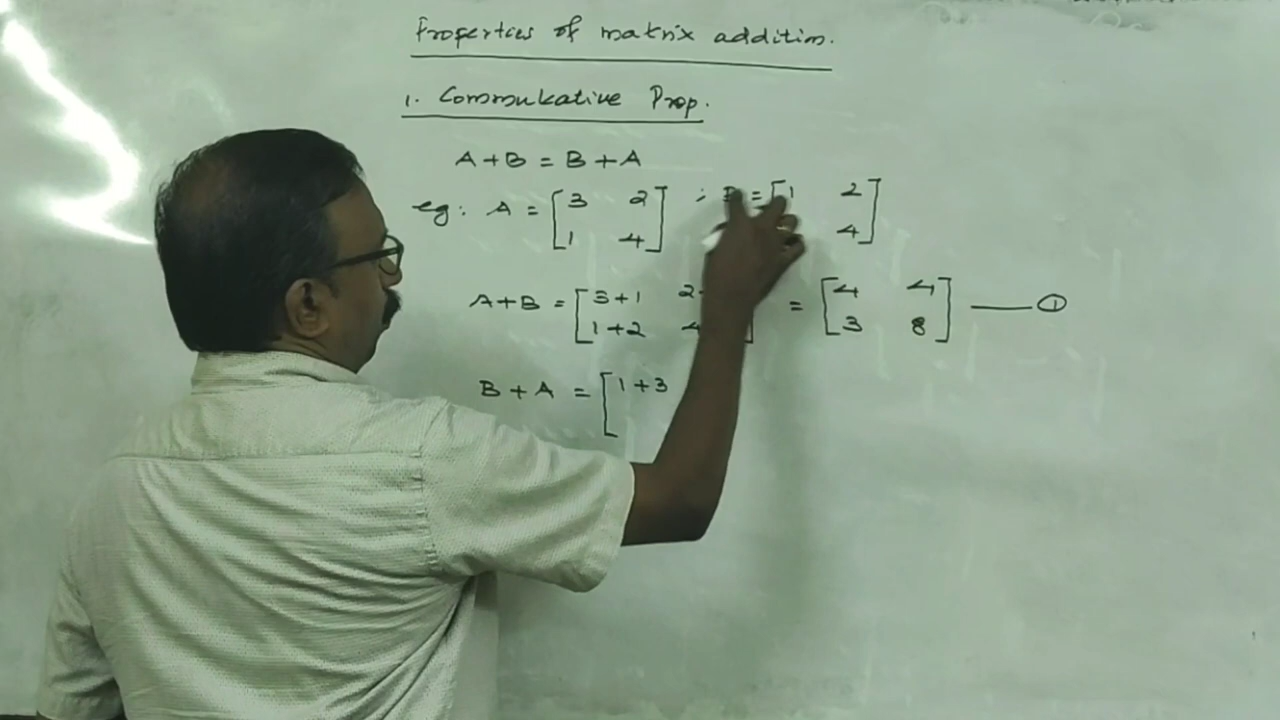 Properties of matrix addition.
1. Commutative Prop.
A+B = B+A
eg: A = [3 2 ; B = [1 2
1 4] 4]
A+B = [3+1 2+ = [4 4 ——— ①
1+2 4 ] 3 8]
B+A = [1+3